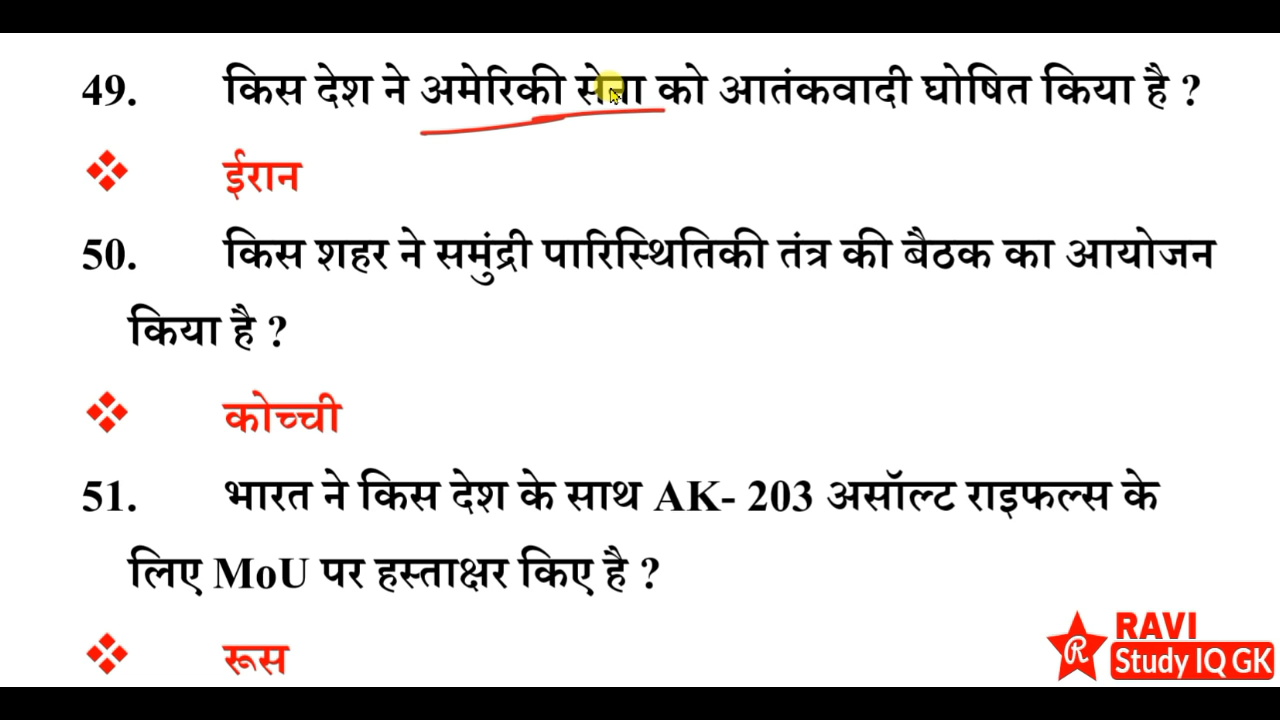 49. किस देश ने अमेरिकी सेना को आतंकवादी घोषित किया है ?
❖ ईरान
50. किस शहर ने समुंद्री पारिस्थितिकी तंत्र की बैठक का आयोजन
किया है ?
❖ कोच्ची
51. भारत ने किस देश के साथ AK- 203 असॉल्ट राइफल्स के
लिए MoU पर हस्ताक्षर किए है ?
❖ रूस
R
RAVI
Study IQ GK